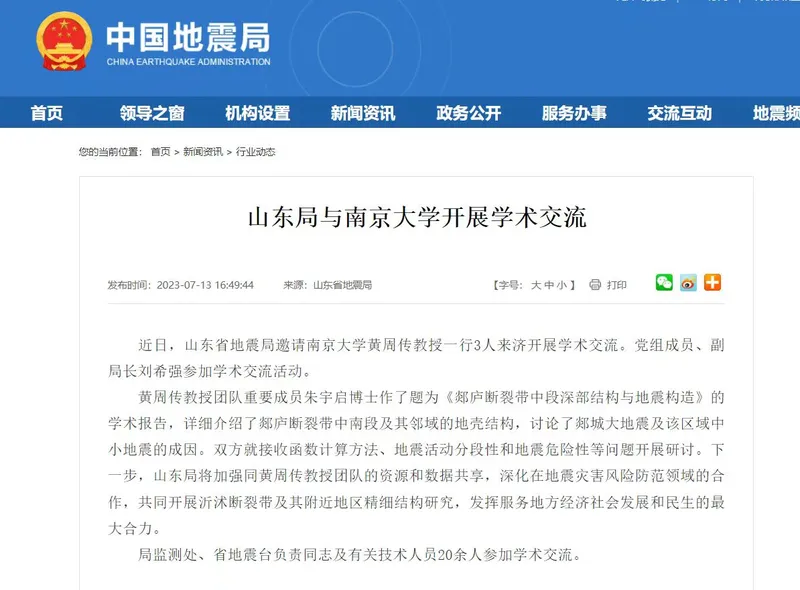 中国地震局
CHINA EARTHQUAKE ADMINISTRATION
首页 领导之窗 机构设置 新闻资讯 政务公开 服务办事 交流互动 地震频
您的当前位置： 首页 > 新闻资讯 > 行业动态
山东局与南京大学开展学术交流
发布时间：2023-07-13 16:49:44 来源：山东省地震局 【字号： 大 中 小 】 打印
近日，山东省地震局邀请南京大学黄周传教授一行3人来济开展学术交流。党组成员、副
局长刘希强参加学术交流活动。
黄周传教授团队重要成员朱宇启博士作了题为《郯庐断裂带中段深部结构与地震构造》的
学术报告，详细介绍了郯庐断裂带中南段及其邻域的地壳结构，讨论了郯城大地震及该区域中
小地震的成因。双方就接收函数计算方法、地震活动分段性和地震危险性等问题开展研讨。下
一步，山东局将加强同黄周传教授团队的资源和数据共享，深化在地震灾害风险防范领域的合
作，共同开展沂沭断裂带及其附近地区精细结构研究，发挥服务地方经济社会发展和民生的最
大合力。
局监测处、省地震台负责同志及有关技术人员20余人参加学术交流。